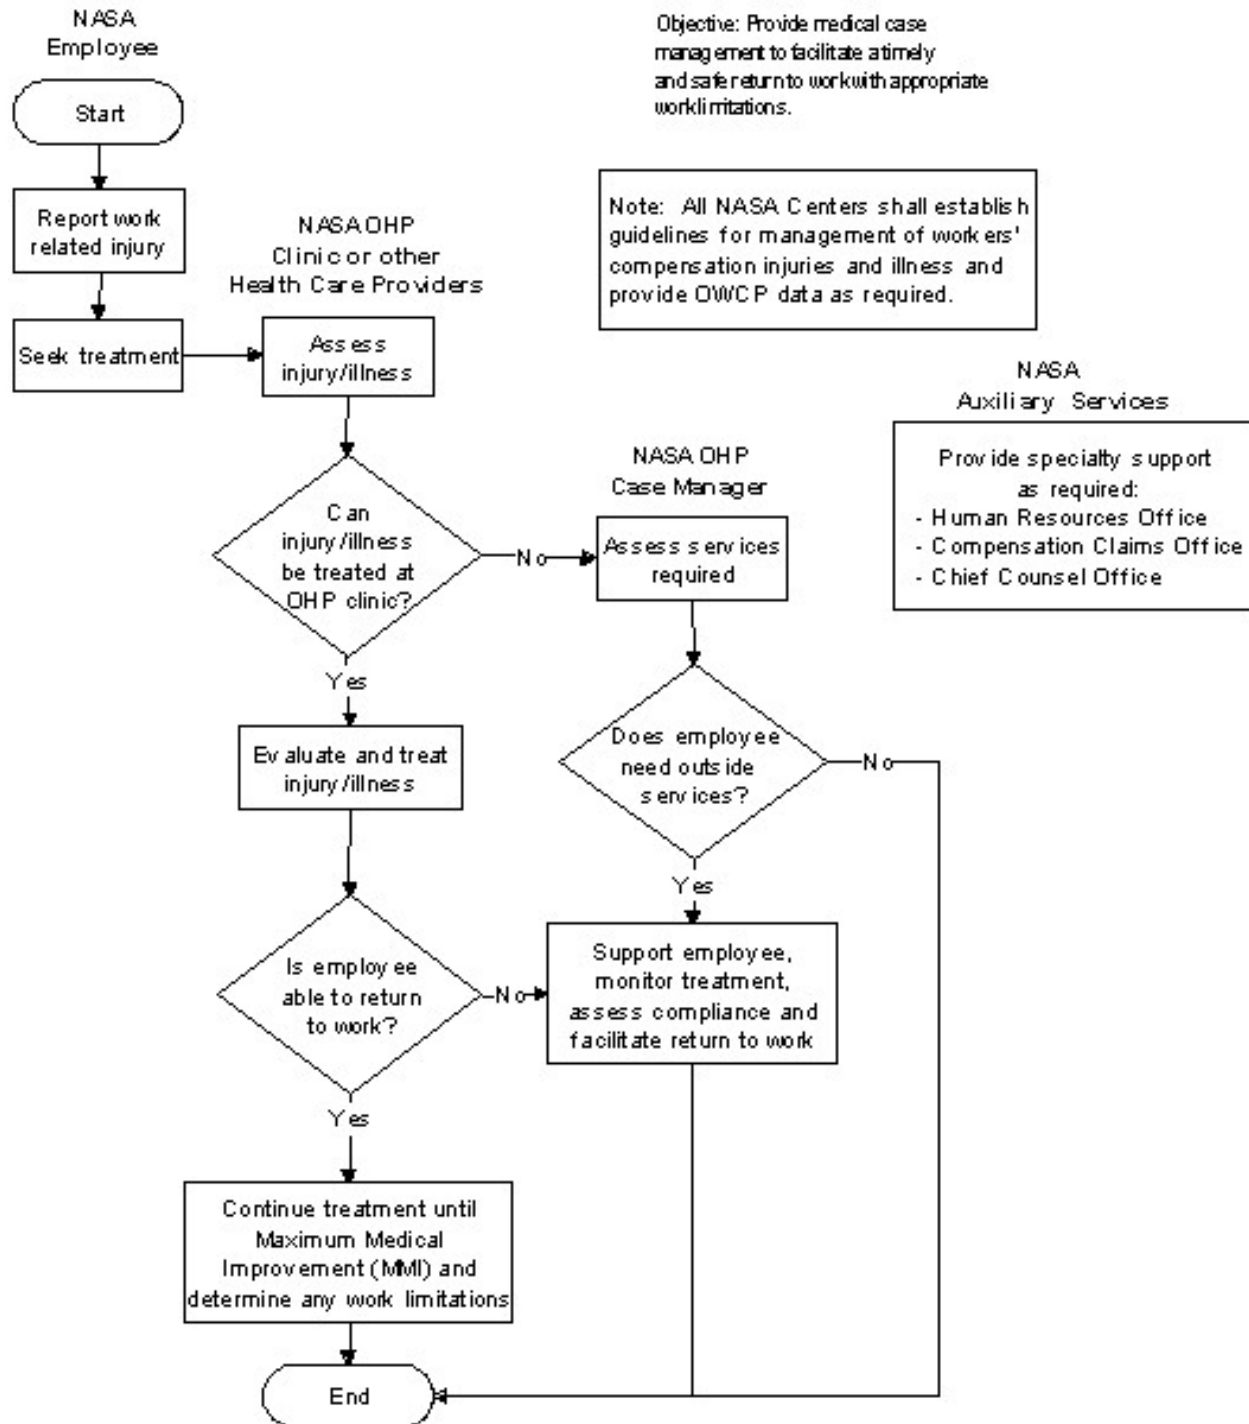 NASA
Employee
Objective: Provide medical case
management to facilitate a timely
and safe return to work with appropriate
work limitations.
Start
Report work
related injury
Seek treatment
NASA OHP
Clinic or other
Health Care Providers
Note: All NASA Centers shall establish
guidelines for management of workers'
compensation injuries and illness and
provide OWCP data as required.
Assess
injury/illness
NASA
Auxiliary Services
Provide specialty support
as required:
- Human Resources Office
- Compensation Claims Office
- Chief Counsel Office
NASA OHP
Case Manager
Can
injury/illness
be treated at
OHP clinic?
No
Assess services
required
Yes
Evaluate and treat
injury/illness
Does employee
need outside
services?
No
Yes
Is employee
able to return
to work?
No
Support employee,
monitor treatment,
assess compliance and
facilitate return to work
Yes
Continue treatment until
Maximum Medical
Improvement (MMI) and
determine any work limitations
End